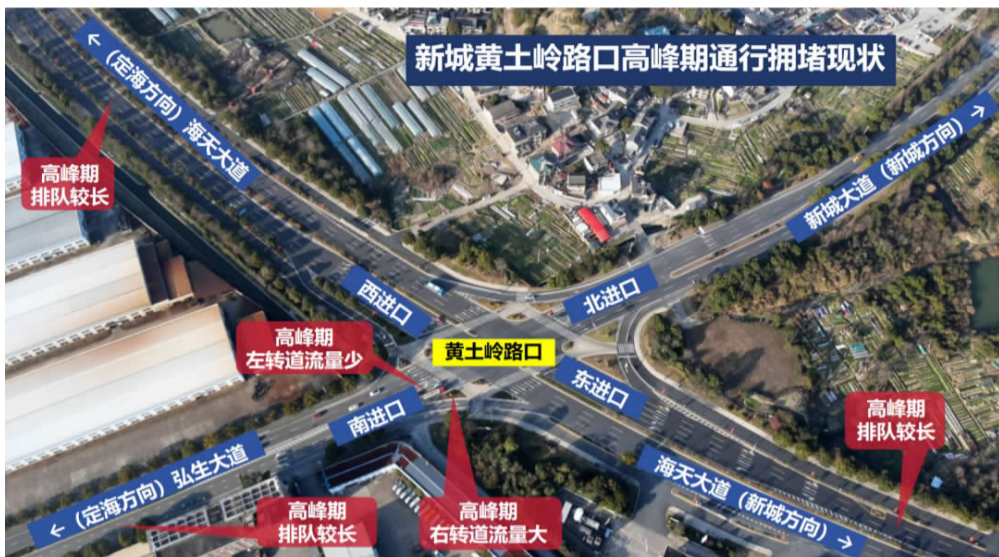 新城黄土岭路口高峰期通行拥堵现状
←（定海方向）海天大道
新城大道（新城方向）→
高峰期
排队较长
西进口
北进口
高峰期
左转道流量少
黄土岭路口
东进口
南进口
高峰期
排队较长
←（定海方向）弘生大道
海天大道（新城方向）→
高峰期
排队较长
高峰期
右转道流量大